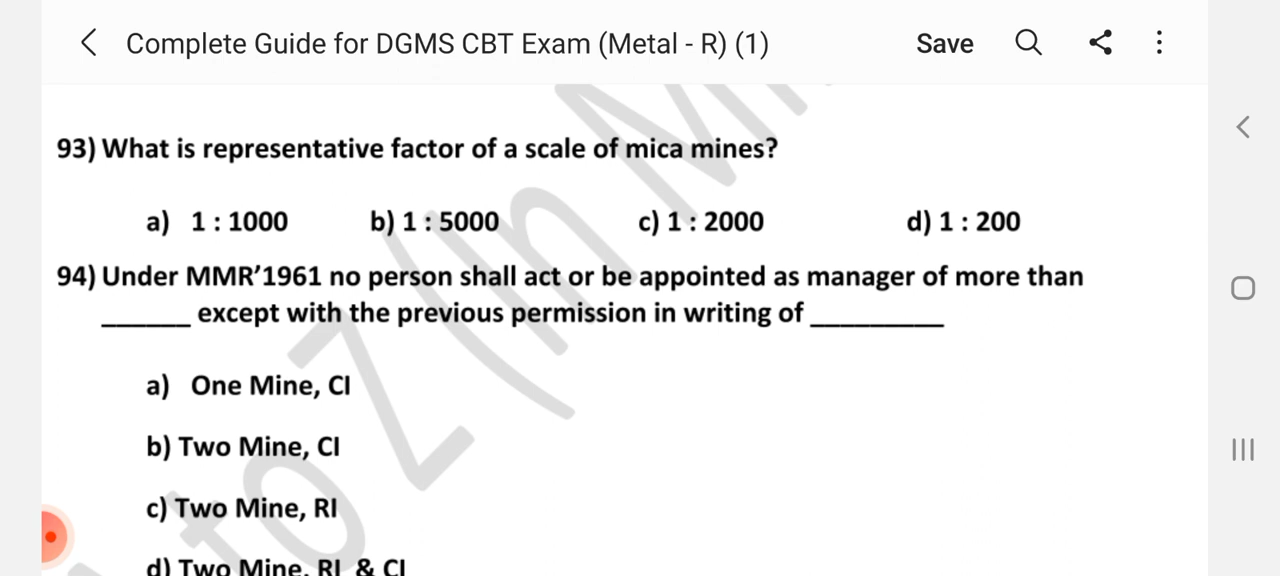 Complete Guide for DGMS CBT Exam (Metal - R) (1) Save
93) What is representative factor of a scale of mica mines?
a) 1 : 1000 b) 1 : 5000 c) 1 : 2000 d) 1 : 200
94) Under MMR’1961 no person shall act or be appointed as manager of more than
______ except with the previous permission in writing of _________
a) One Mine, CI
b) Two Mine, CI
c) Two Mine, RI
d) Two Mine, RI & CI
to Z (In M